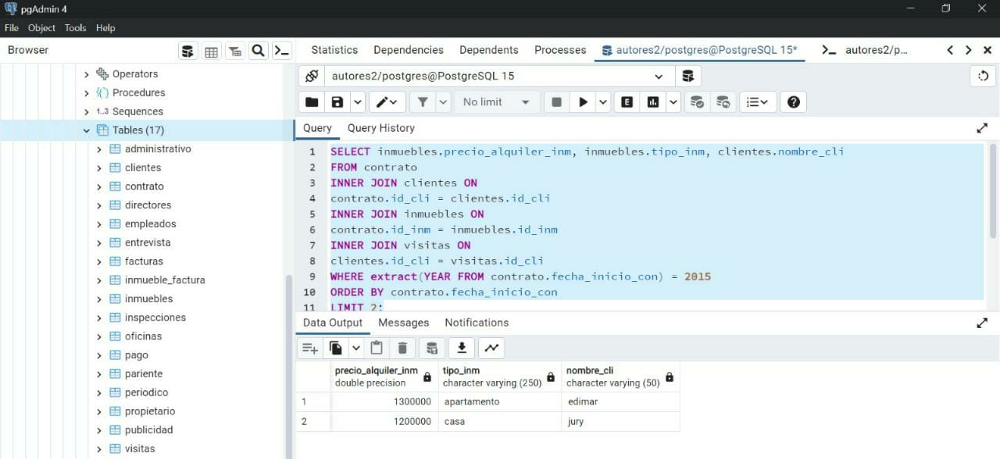 pgAdmin 4
File Object Tools Help
Browser
Statistics Dependencies Dependents Processes autores2/postgres@PostgreSQL 15* autores2/p...
Operators
Procedures
1..3 Sequences
Tables (17)
administrativo
clientes
contrato
directores
empleados
entrevista
facturas
inmueble_factura
inmuebles
inspecciones
oficinas
pago
pariente
periodico
propietario
publicidad
visitas
autores2/postgres@PostgreSQL 15
No limit
E
Query Query History
1 SELECT inmuebles.precio_alquiler_inm, inmuebles.tipo_inm, clientes.nombre_cli
2 FROM contrato
3 INNER JOIN clientes ON
4 contrato.id_cli = clientes.id_cli
5 INNER JOIN inmuebles ON
6 contrato.id_inm = inmuebles.id_inm
7 INNER JOIN visitas ON
8 clientes.id_cli = visitas.id_cli
9 WHERE extract(YEAR FROM contrato.fecha_inicio_con) = 2015
10 ORDER BY contrato.fecha_inicio_con
11 LIMIT 2;
Data Output Messages Notifications
precio_alquiler_inm tipo_inm nombre_cli
double precision character varying (250) character varying (50)
1 1300000 apartamento edimar
2 1200000 casa jury